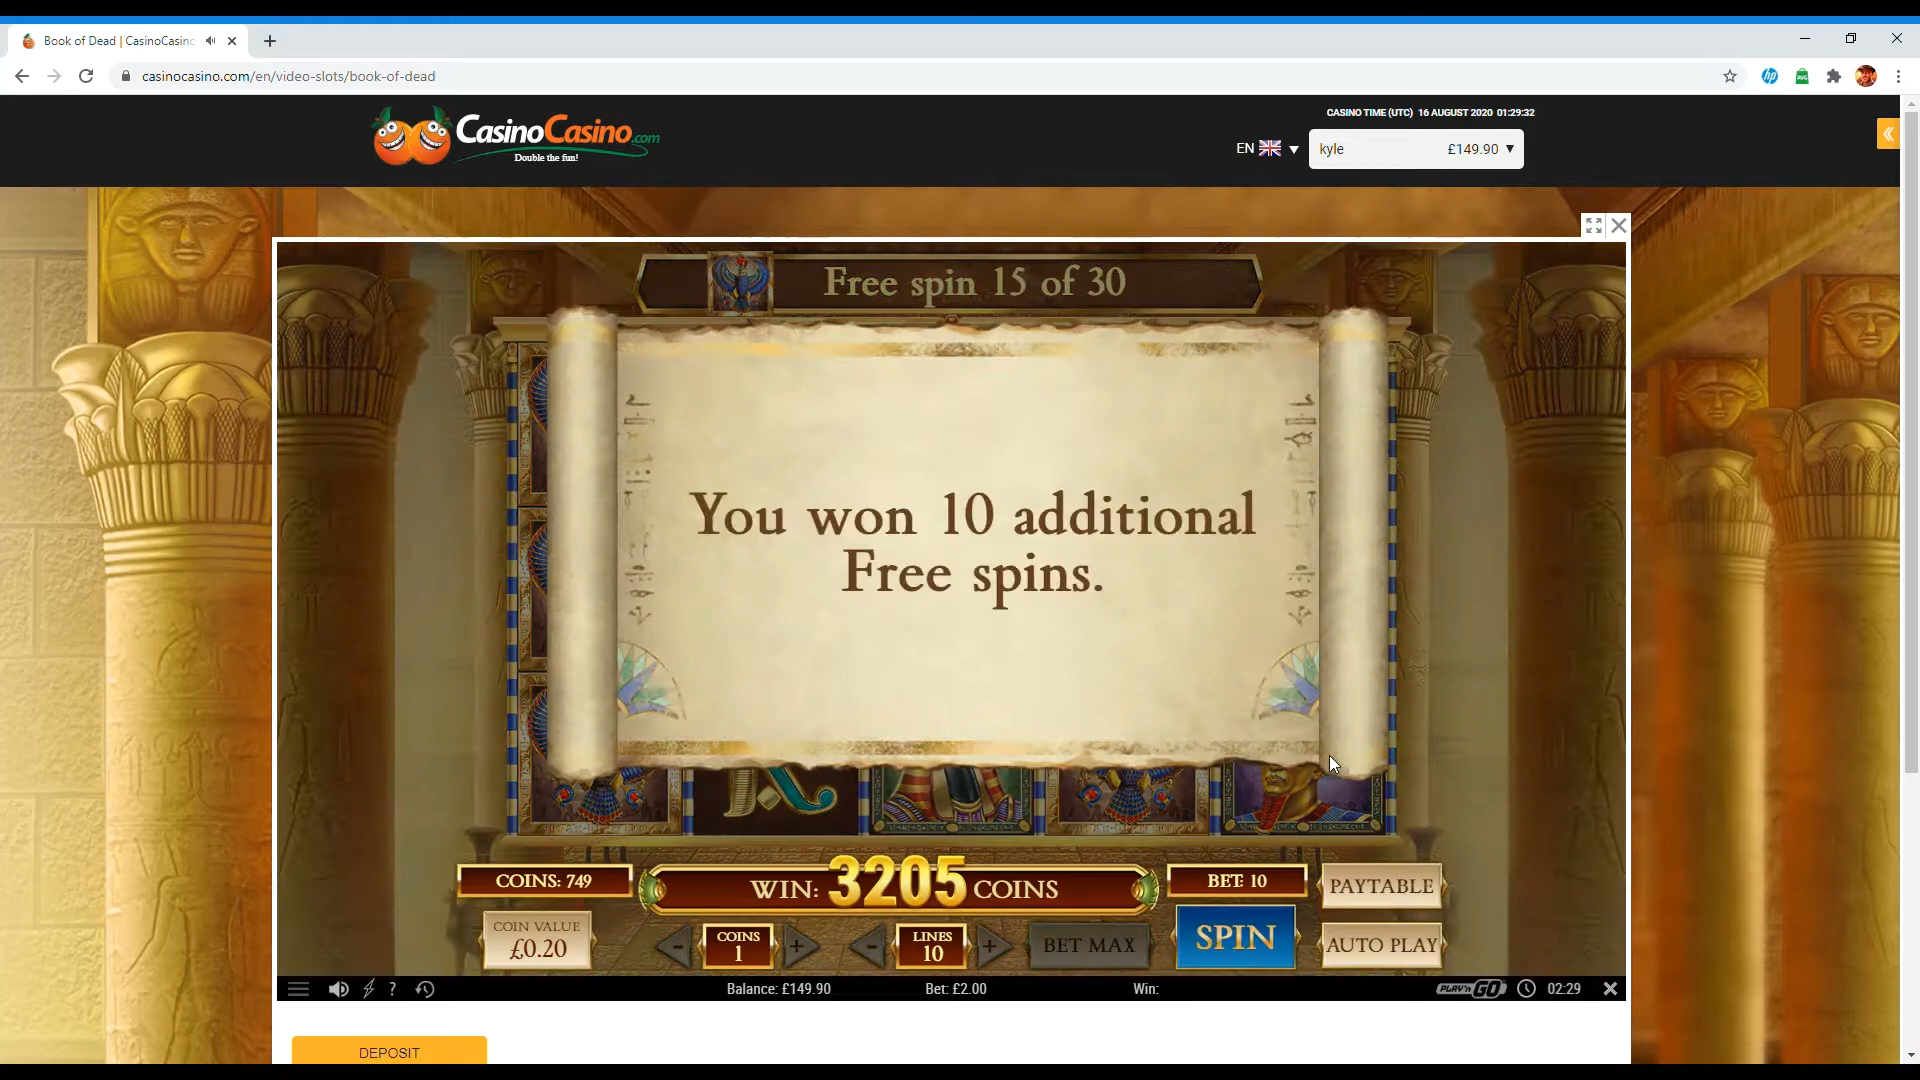 Book of Dead | CasinoCasino
casinocasino.com/en/video-slots/book-of-dead
CasinoCasino.com
Double the fun!
CASINO TIME (UTC) 16 AUGUST 2020 01:29:32
EN
kyle £149.90
Free spin 15 of 30
You won 10 additional
Free spins.
COINS: 749
WIN: 3205 COINS
BET: 10
PAYTABLE
COIN VALUE
£0.20
-
COINS
1
+
-
LINES
10
+
BET MAX
SPIN
AUTO PLAY
?
Balance: £149.90
Bet: £2.00
Win:
PLAY'n GO
02:29
DEPOSIT